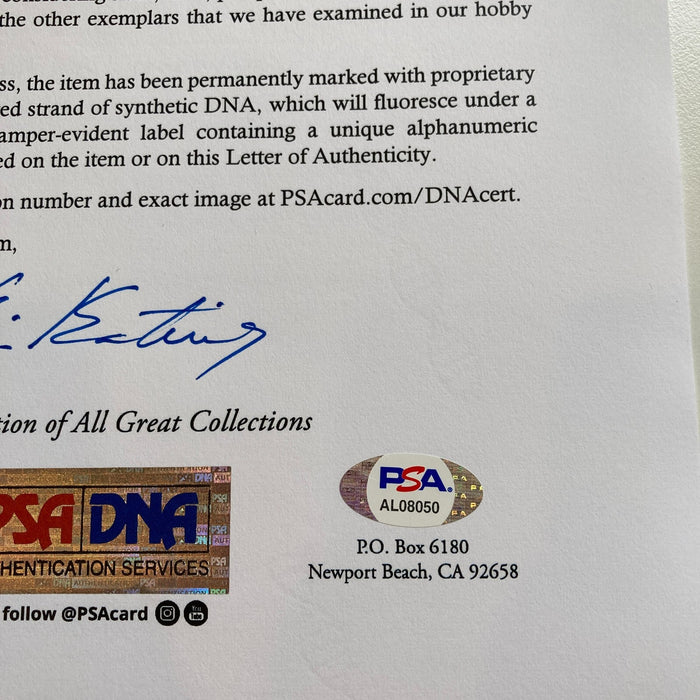 the other exemplars that we have examined in our hobby
ss, the item has been permanently marked with proprietary
ed strand of synthetic DNA, which will fluoresce under a
amper-evident label containing a unique alphanumeric
ed on the item or on this Letter of Authenticity.
on number and exact image at PSAcard.com/DNAcert.
m,
Keating
tion of All Great Collections
PSA DNA
HENTICATION SERVICES
follow @PSAcard
PSA
AL08050
P.O. Box 6180
Newport Beach, CA 92658